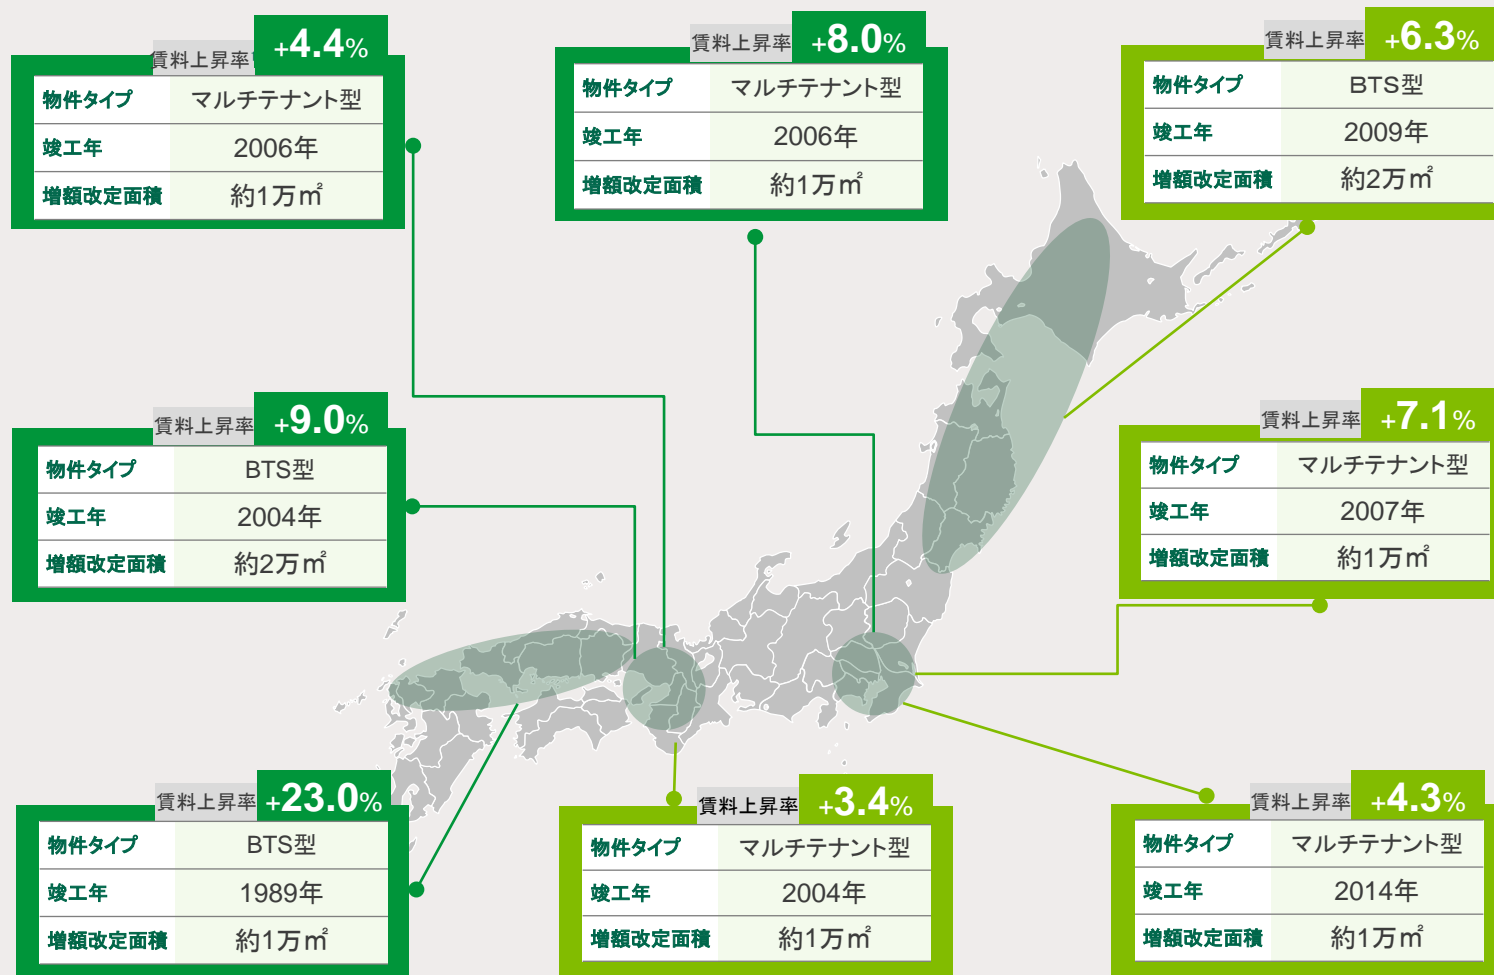 賃料上昇率 +4.4%
物件タイプ マルチテナント型
竣工年 2006年
増額改定面積 約1万㎡
賃料上昇率 +8.0%
物件タイプ マルチテナント型
竣工年 2006年
増額改定面積 約1万㎡
賃料上昇率 +6.3%
物件タイプ BTS型
竣工年 2009年
増額改定面積 約2万㎡
賃料上昇率 +9.0%
物件タイプ BTS型
竣工年 2004年
増額改定面積 約2万㎡
賃料上昇率 +7.1%
物件タイプ マルチテナント型
竣工年 2007年
増額改定面積 約1万㎡
賃料上昇率 +23.0%
物件タイプ BTS型
竣工年 1989年
増額改定面積 約1万㎡
賃料上昇率 +3.4%
物件タイプ マルチテナント型
竣工年 2004年
増額改定面積 約1万㎡
賃料上昇率 +4.3%
物件タイプ マルチテナント型
竣工年 2014年
増額改定面積 約1万㎡